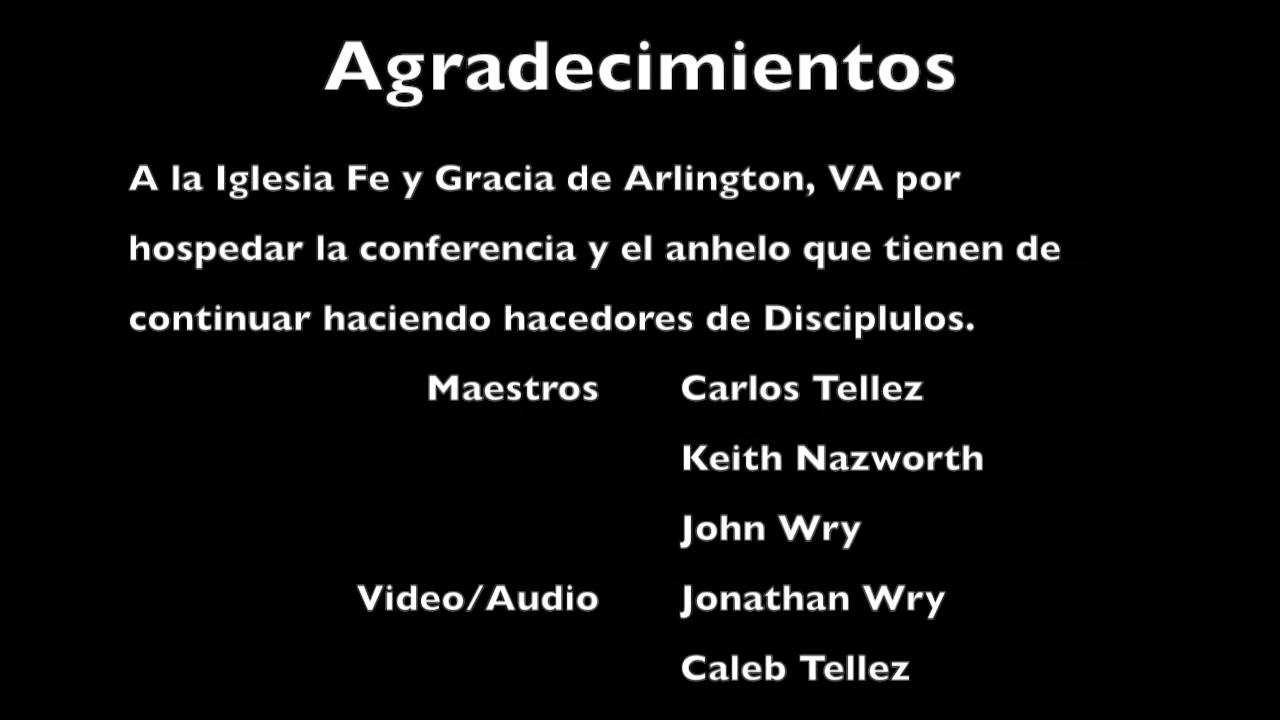 Agradecimientos
A la Iglesia Fe y Gracia de Arlington, VA por
hospedar la conferencia y el anhelo que tienen de
continuar haciendo hacedores de Disciplulos.
Maestros Carlos Tellez
Keith Nazworth
John Wry
Video/Audio Jonathan Wry
Caleb Tellez